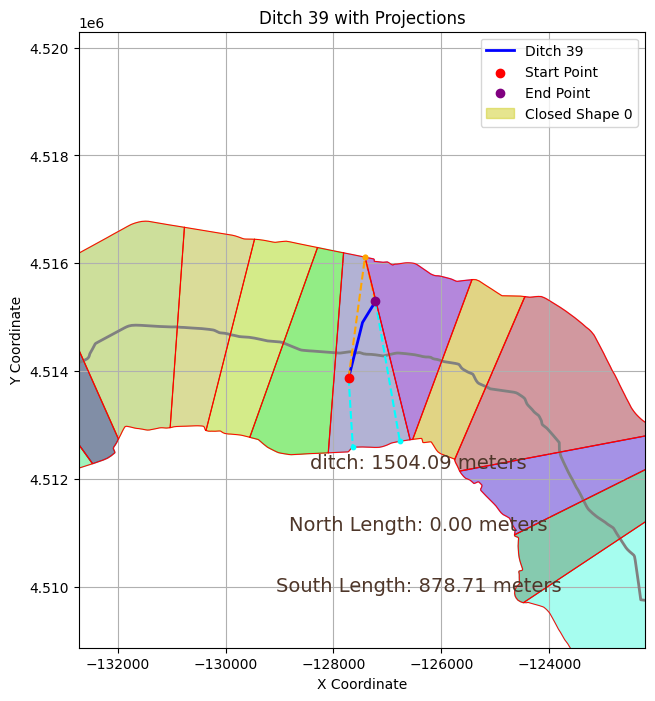 Ditch 39 with Projections
1e6
Ditch 39
Start Point
End Point
Closed Shape 0
4.520
4.518
4.516
4.514
4.512
4.510
Y Coordinate
ditch: 1504.09 meters
North Length: 0.00 meters
South Length: 878.71 meters
−132000 −130000 −128000 −126000 −124000
X Coordinate